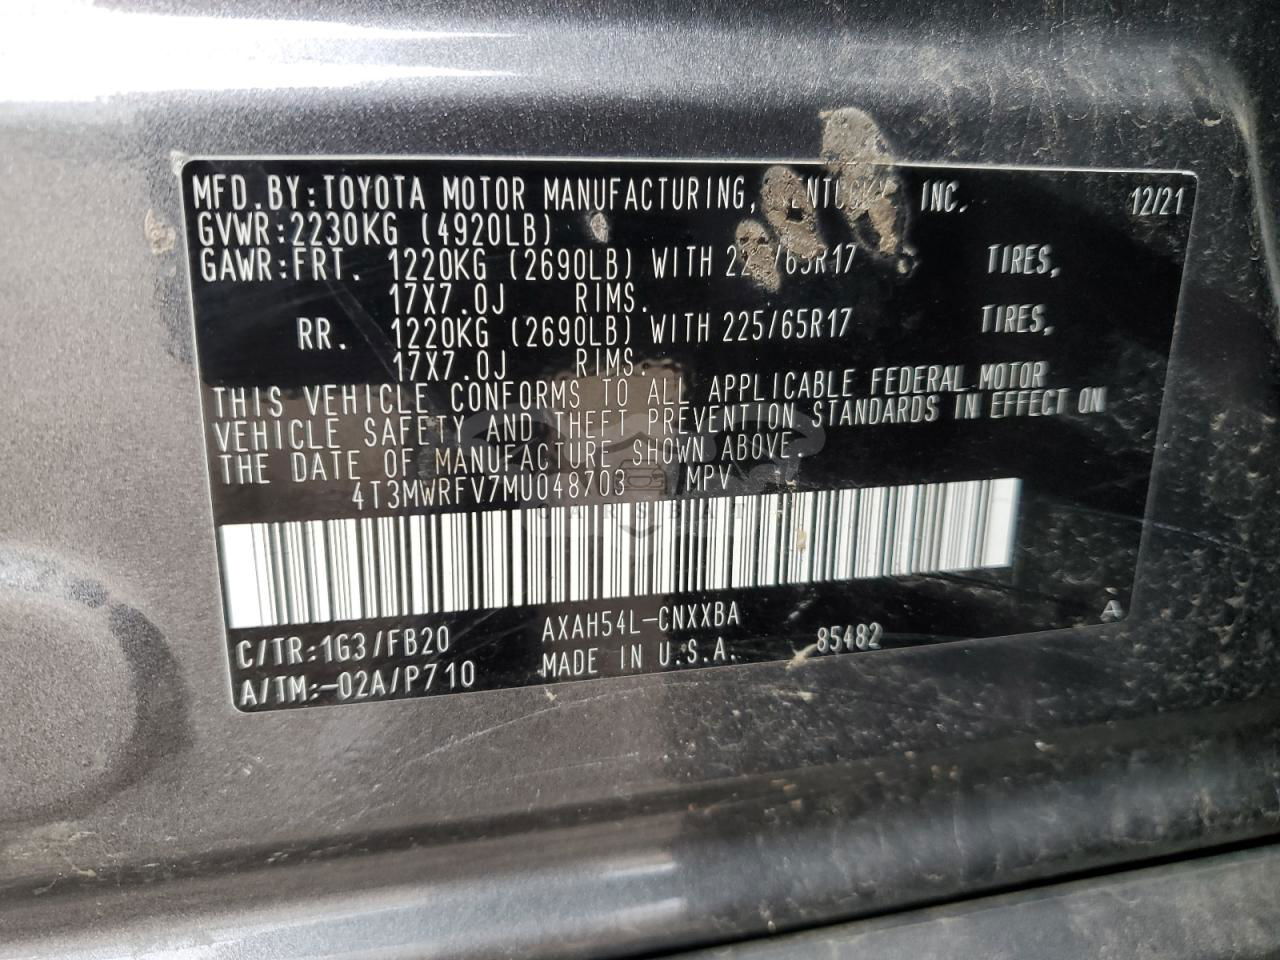 MFD.BY:TOYOTA MOTOR MANUFACTURING, KENTUCKY, INC. 12/21
GVWR:2230KG (4920LB)
GAWR:FRT. 1220KG (2690LB) WITH 225/65R17 TIRES,
17X7.0J RIMS.
RR. 1220KG (2690LB) WITH 225/65R17 TIRES,
17X7.0J RIMS.
THIS VEHICLE CONFORMS TO ALL APPLICABLE FEDERAL MOTOR
VEHICLE SAFETY AND THEFT PREVENTION STANDARDS IN EFFECT ON
THE DATE OF MANUFACTURE SHOWN ABOVE.
4T3MWRFV7MU048703 MPV
C/TR:1G3/FB20 AXAH54L-CNXXBA
A/TM:-02A/P710 MADE IN U.S.A. 85482 A